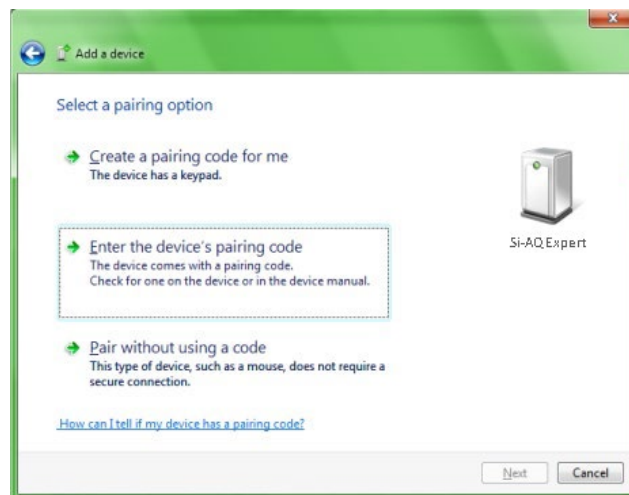 Add a device
Select a pairing option
Create a pairing code for me
The device has a keypad.
Enter the device's pairing code
The device comes with a pairing code.
Check for one on the device or in the device manual.
Si-AQ Expert
Pair without using a code
This type of device, such as a mouse, does not require a
secure connection.
How can I tell if my device has a pairing code?
Next
Cancel